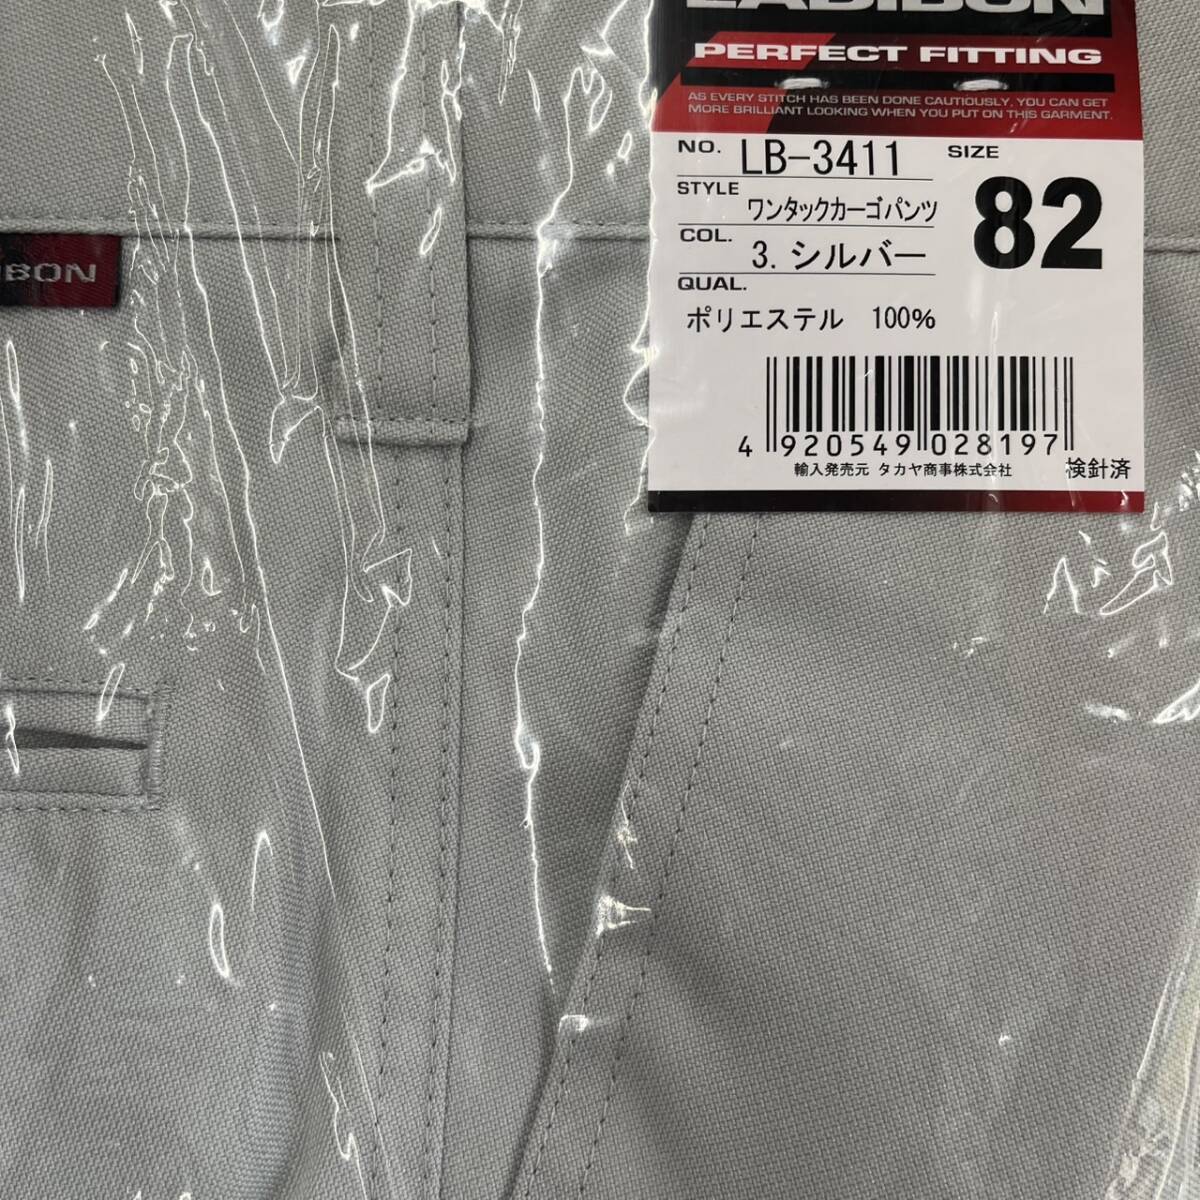 LADIBON
PERFECT FITTING
AS EVERY STITCH HAS BEEN DONE CAUTIOUSLY, YOU CAN GET
MORE BRILLIANT LOOKING WHEN YOU PUT ON THIS GARMENT.
NO. LB-3411
SIZE 82
STYLE ワンタックカーゴパンツ
COL. 3. シルバー
QUAL.
ポリエステル 100%
4 920549 028197
輸入発売元 タカヤ商事株式会社
検針済
IBON